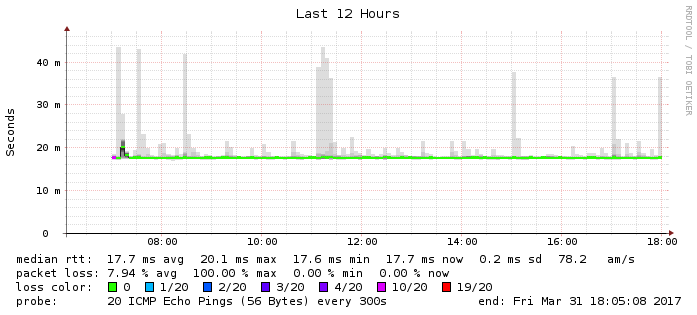 Last 12 Hours
RRDTOOL / TOBI OETIKER
Seconds
40 m
30 m
20 m
10 m
0
08:00 10:00 12:00 14:00 16:00 18:00
median rtt: 17.7 ms avg 20.1 ms max 17.6 ms min 17.7 ms now 0.2 ms sd 78.2 am/s
packet loss: 7.94 % avg 100.00 % max 0.00 % min 0.00 % now
loss color: 0 1/20 2/20 3/20 4/20 10/20 19/20
probe: 20 ICMP Echo Pings (56 Bytes) every 300s end: Fri Mar 31 18:05:08 2017